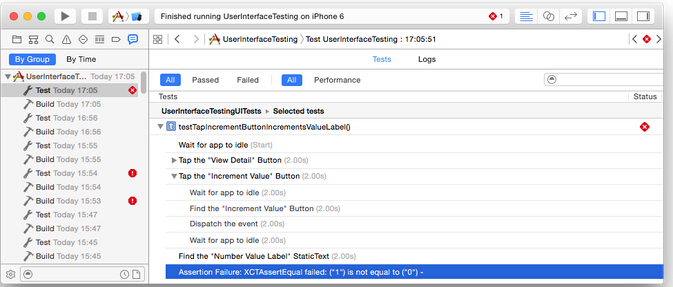 Finished running UserInterfaceTesting on iPhone 6
1
UserInterfaceTesting
Test UserInterfaceTesting : 17:05:51
By Group
By Time
Tests
Logs
UserInterfaceT... Today 17:05
Test Today 17:05
Build Today 17:05
Test Today 16:56
Build Today 16:56
Test Today 15:55
Build Today 15:55
Test Today 15:54
Build Today 15:54
Build Today 15:53
Test Today 15:47
Build Today 15:47
Test Today 15:45
Build Today 15:45
All
Passed
Failed
All
Performance
Tests
Status
UserInterfaceTestingUITests ▸ Selected tests
t
testTapIncrementButtonIncrementsValueLabel()
Wait for app to idle (Start)
Tap the "View Detail" Button (2.00s)
Tap the "Increment Value" Button (2.00s)
Wait for app to idle (2.00s)
Find the "Increment Value" Button (2.00s)
Dispatch the event (2.00s)
Wait for app to idle (2.00s)
Find the "Number Value Label" StaticText (2.00s)
Assertion Failure: XCTAssertEqual failed: ("1") is not equal to ("0") -